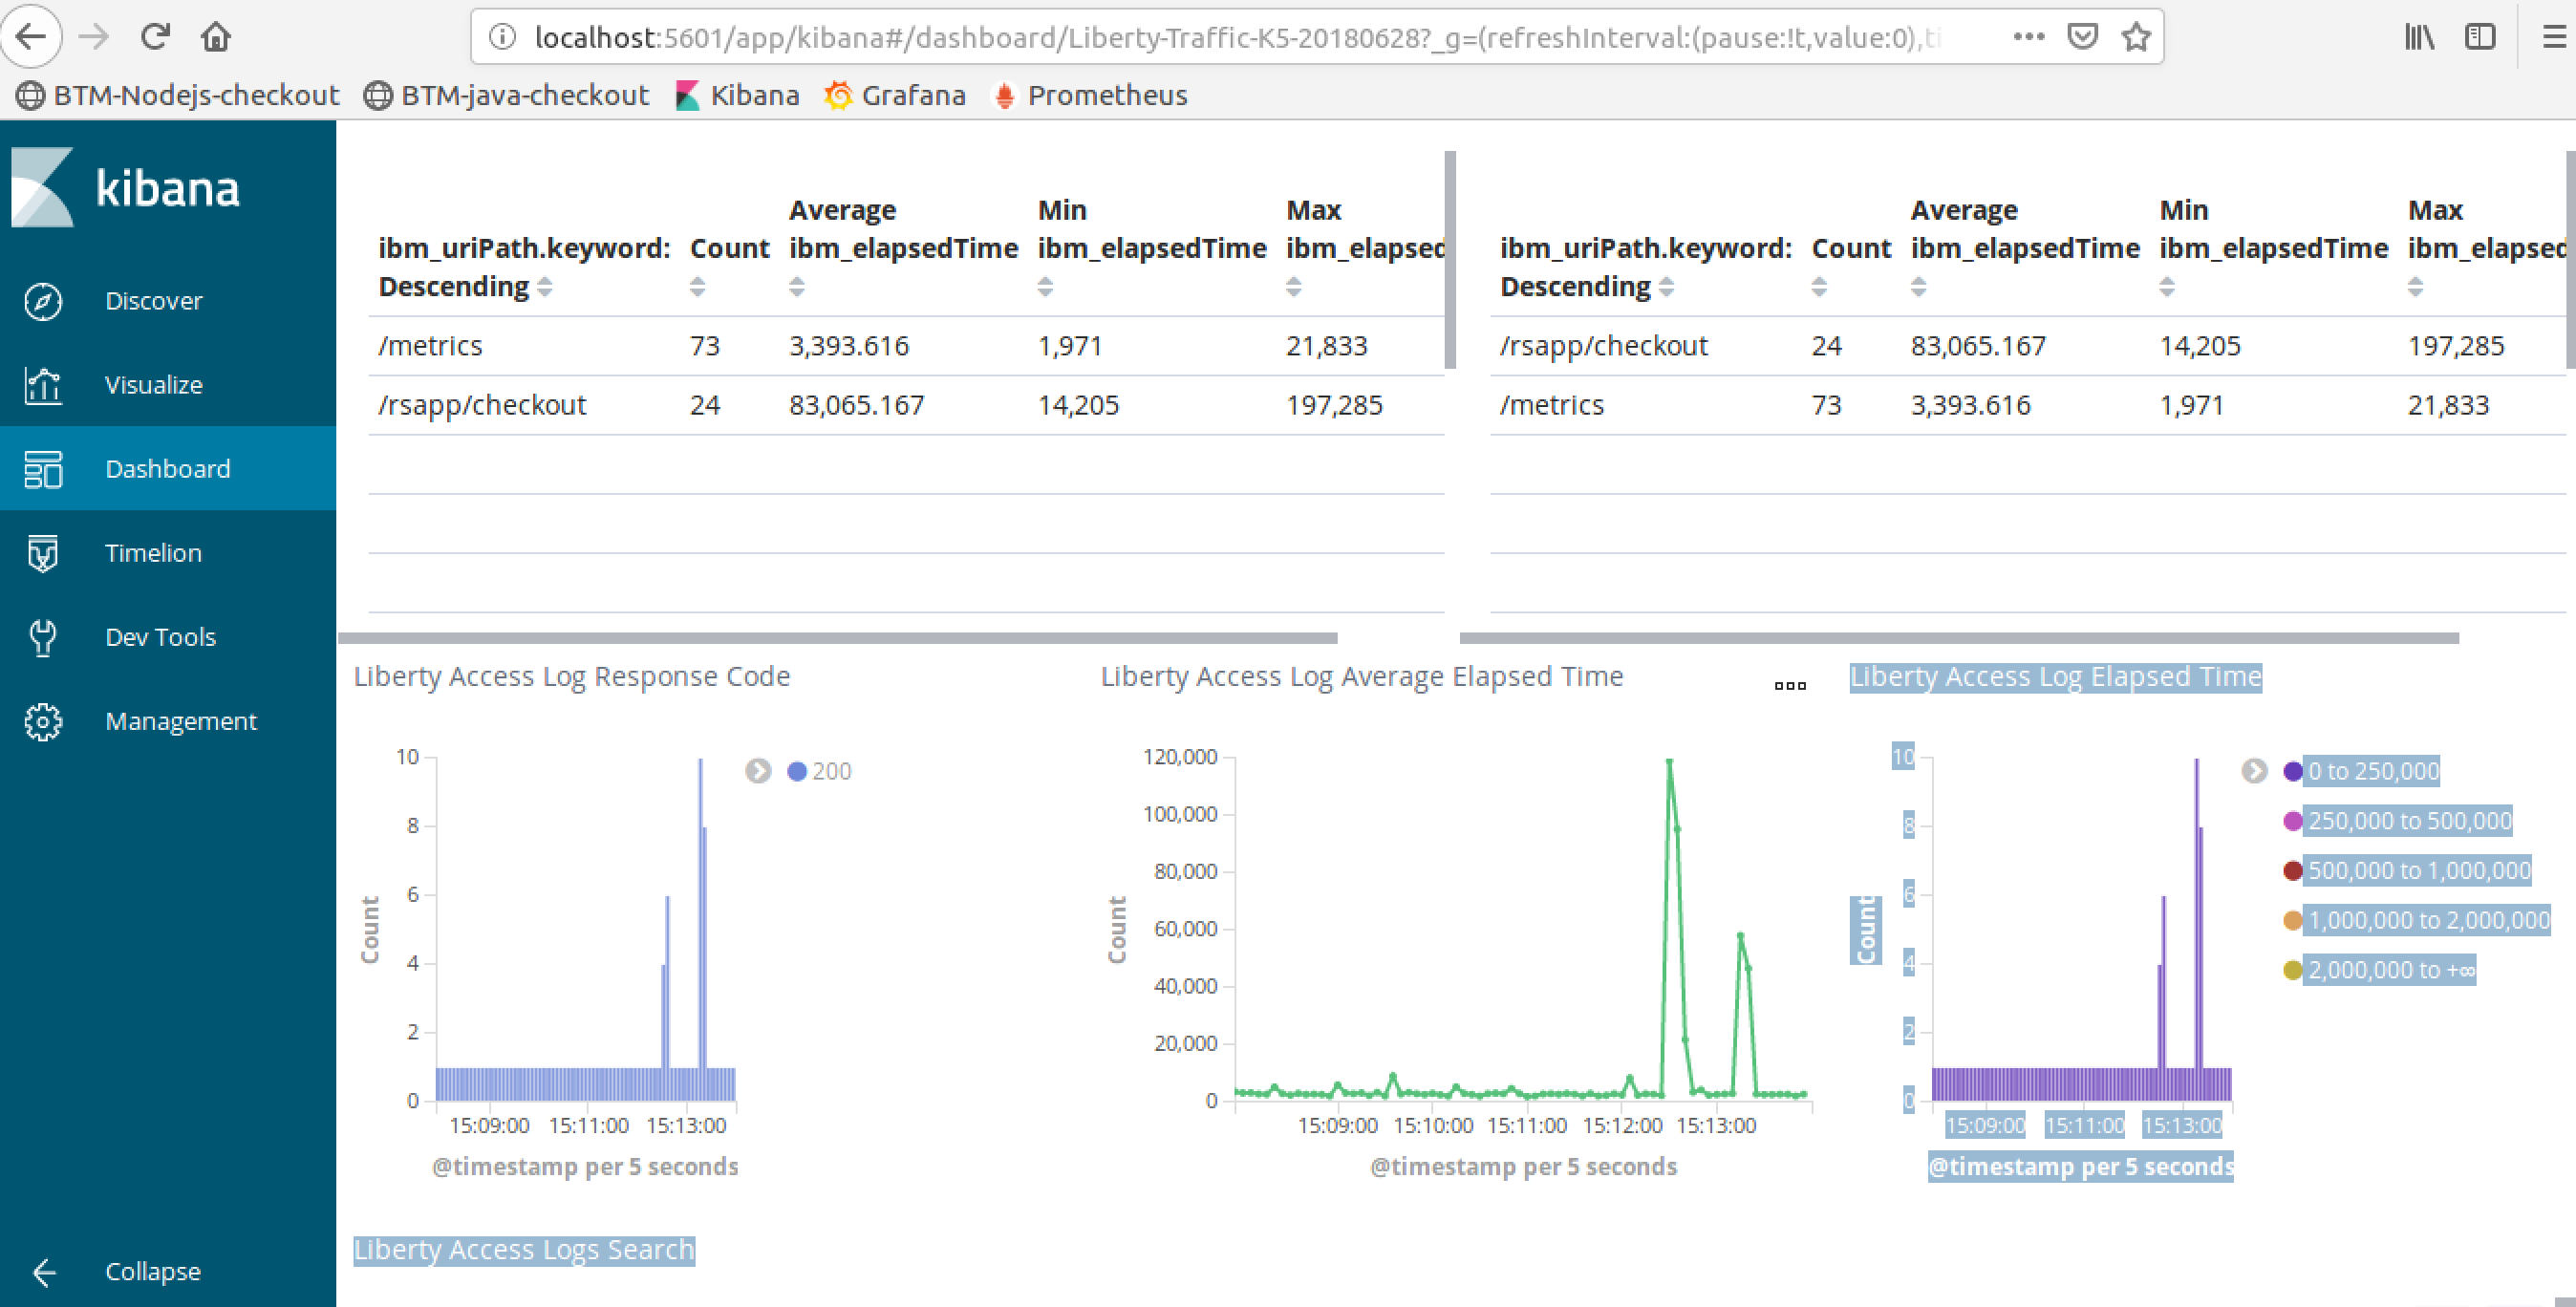 localhost:5601/app/kibana#/dashboard/Liberty-Traffic-K5-20180628?_g=(refreshInterval:(pause:!t,value:0),ti
BTM-Nodejs-checkout BTM-java-checkout Kibana Grafana Prometheus
kibana
Discover
Visualize
Dashboard
Timelion
Dev Tools
Management
Collapse
ibm_uriPath.keyword: Descending Count Average ibm_elapsedTime Min ibm_elapsedTime Max ibm_elapsed
/metrics 73 3,393.616 1,971 21,833
/rsapp/checkout 24 83,065.167 14,205 197,285
ibm_uriPath.keyword: Descending Count Average ibm_elapsedTime Min ibm_elapsedTime Max ibm_elapsed
/rsapp/checkout 24 83,065.167 14,205 197,285
/metrics 73 3,393.616 1,971 21,833
Liberty Access Log Response Code
10
8
6
4
2
0
Count
15:09:00 15:11:00 15:13:00
@timestamp per 5 seconds
200
Liberty Access Log Average Elapsed Time
120,000
100,000
80,000
60,000
40,000
20,000
0
Count
15:09:00 15:10:00 15:11:00 15:12:00 15:13:00
@timestamp per 5 seconds
Liberty Access Log Elapsed Time
10
8
6
4
2
0
Count
15:09:00 15:11:00 15:13:00
@timestamp per 5 seconds
0 to 250,000
250,000 to 500,000
500,000 to 1,000,000
1,000,000 to 2,000,000
2,000,000 to +∞
Liberty Access Logs Search